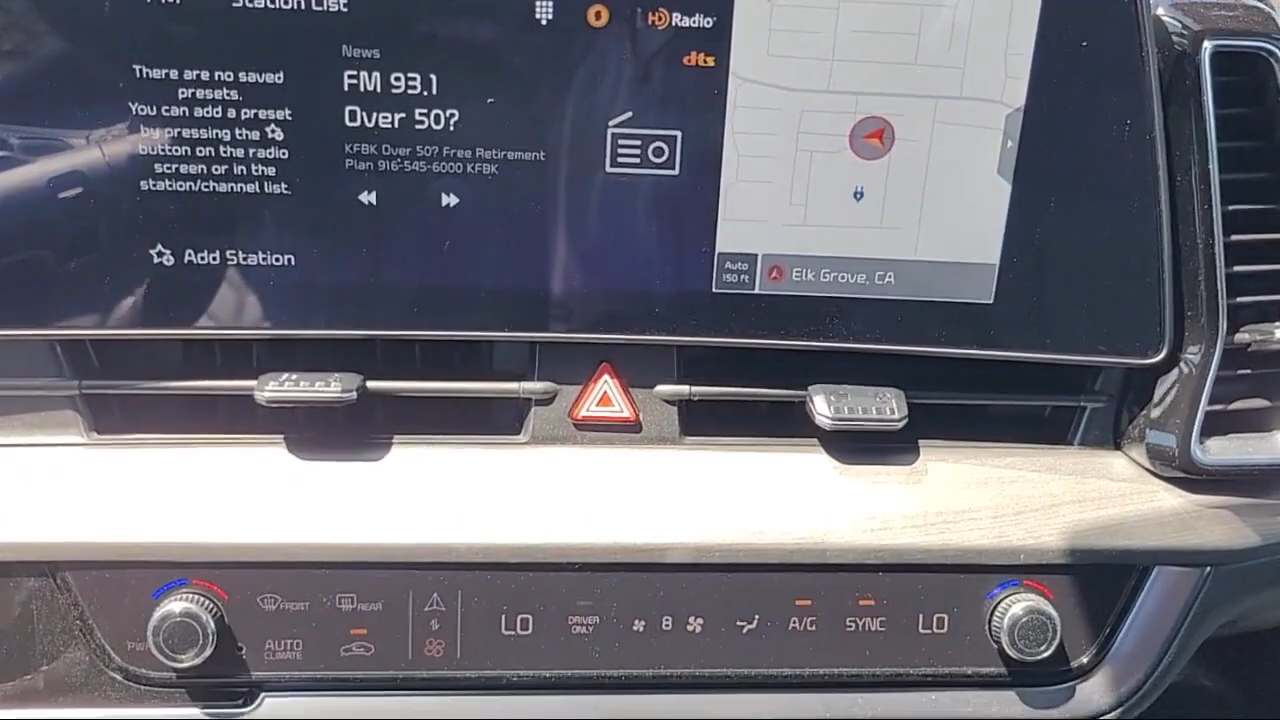 Station List
HD Radio
dts
News
FM 93.1
Over 50?
KFBK Over 50? Free Retirement
Plan 916-545-6000 KFBK
There are no saved
presets.
You can add a preset
by pressing the
button on the radio
screen or in the
station/channel list.
Add Station
Auto
150 ft
Elk Grove, CA
FRONT
REAR
AUTO
CLIMATE
LO
DRIVER
ONLY
8
A/C
SYNC
LO